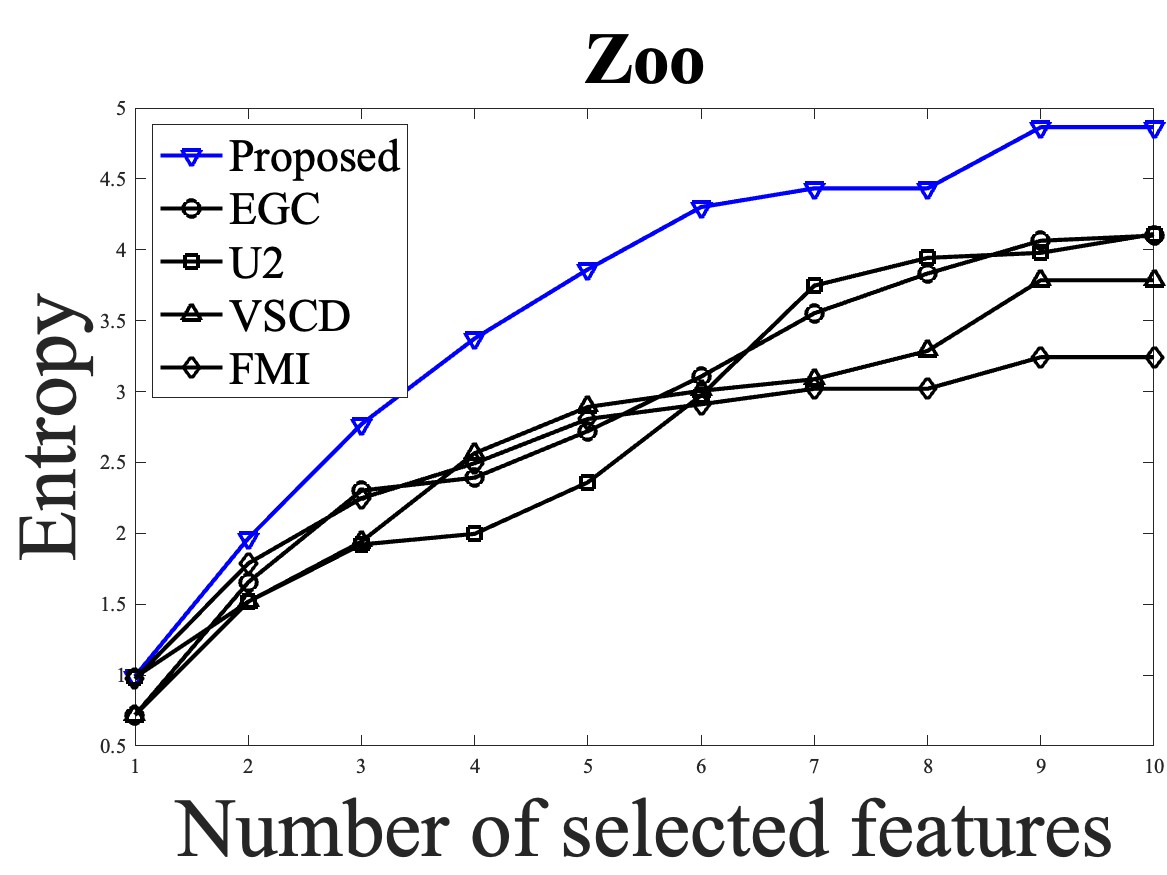 Zoo
5
4.5
4
3.5
3
2.5
2
1.5
1
0.5
Entropy
Proposed
EGC
U2
VSCD
FMI
1 2 3 4 5 6 7 8 9 10
Number of selected features